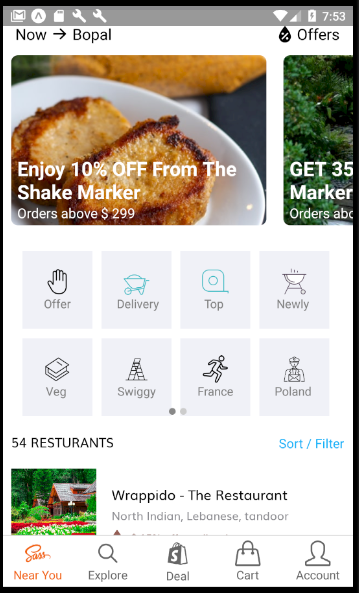 7:53
Now → Bopal
Offers
Enjoy 10% OFF From The
Shake Marker
Orders above $ 299
GET 35
Marker
Orders abo
Offer
Delivery
Top
Newly
Veg
Swiggy
France
Poland
54 RESTURANTS
Sort / Filter
Wrappido - The Restaurant
North Indian, Lebanese, tandoor
Sass
Near You
Explore
Deal
Cart
Account